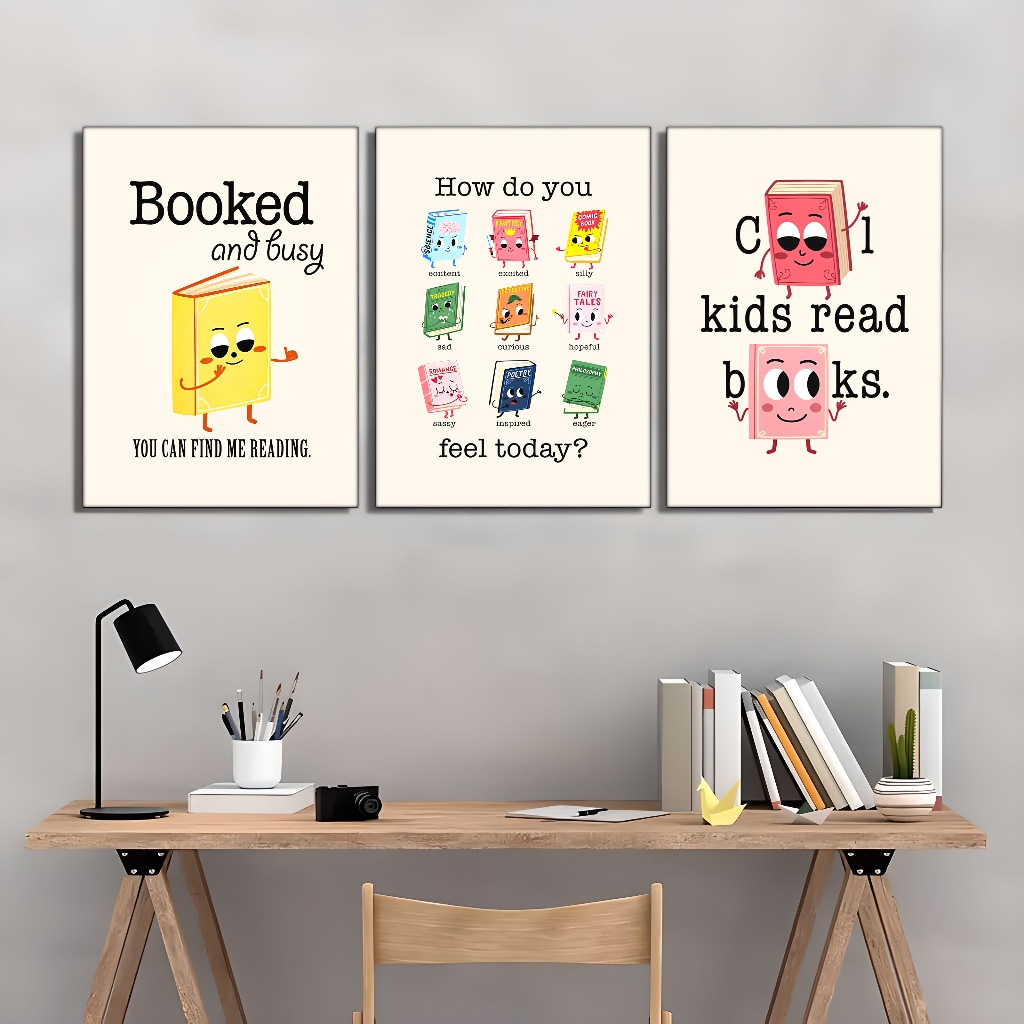 Booked
and busy
YOU CAN FIND ME READING.
How do you
SCIENCE
FANTASY
COMIC
BOOK
content
excited
silly
TRAGEDY
DETECTIVE
FAIRY
TALES
sad
curious
hopeful
ROMANCE
POETRY
PHILOSOPHY
sassy
inspired
eager
feel today?
C l
kids read
b ks.